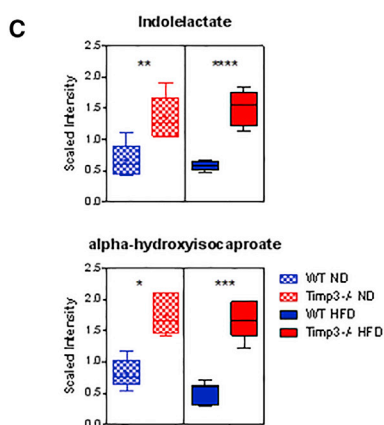 C
Indolelactate
Scaled Intensity
2.5
2.0
1.5
1.0
0.5
0.0
** ****
alpha-hydroxyisocaproate
Scaled Intensity
2.5
2.0
1.5
1.0
0.5
0.0
* ***
WT ND
Timp3-/- ND
WT HFD
Timp3-/- HFD